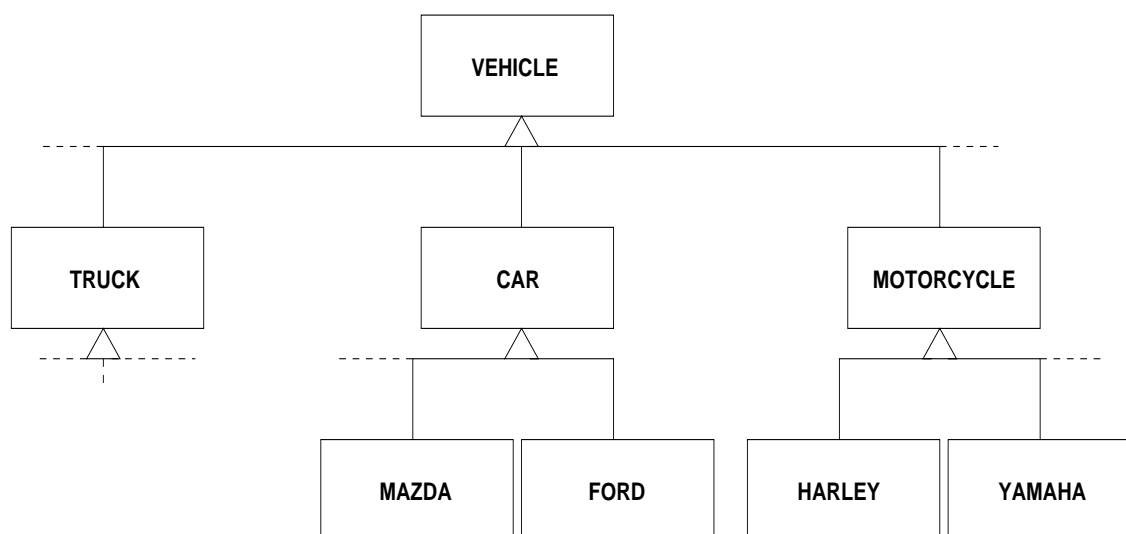 VEHICLE
TRUCK
CAR
MOTORCYCLE
MAZDA
FORD
HARLEY
YAMAHA